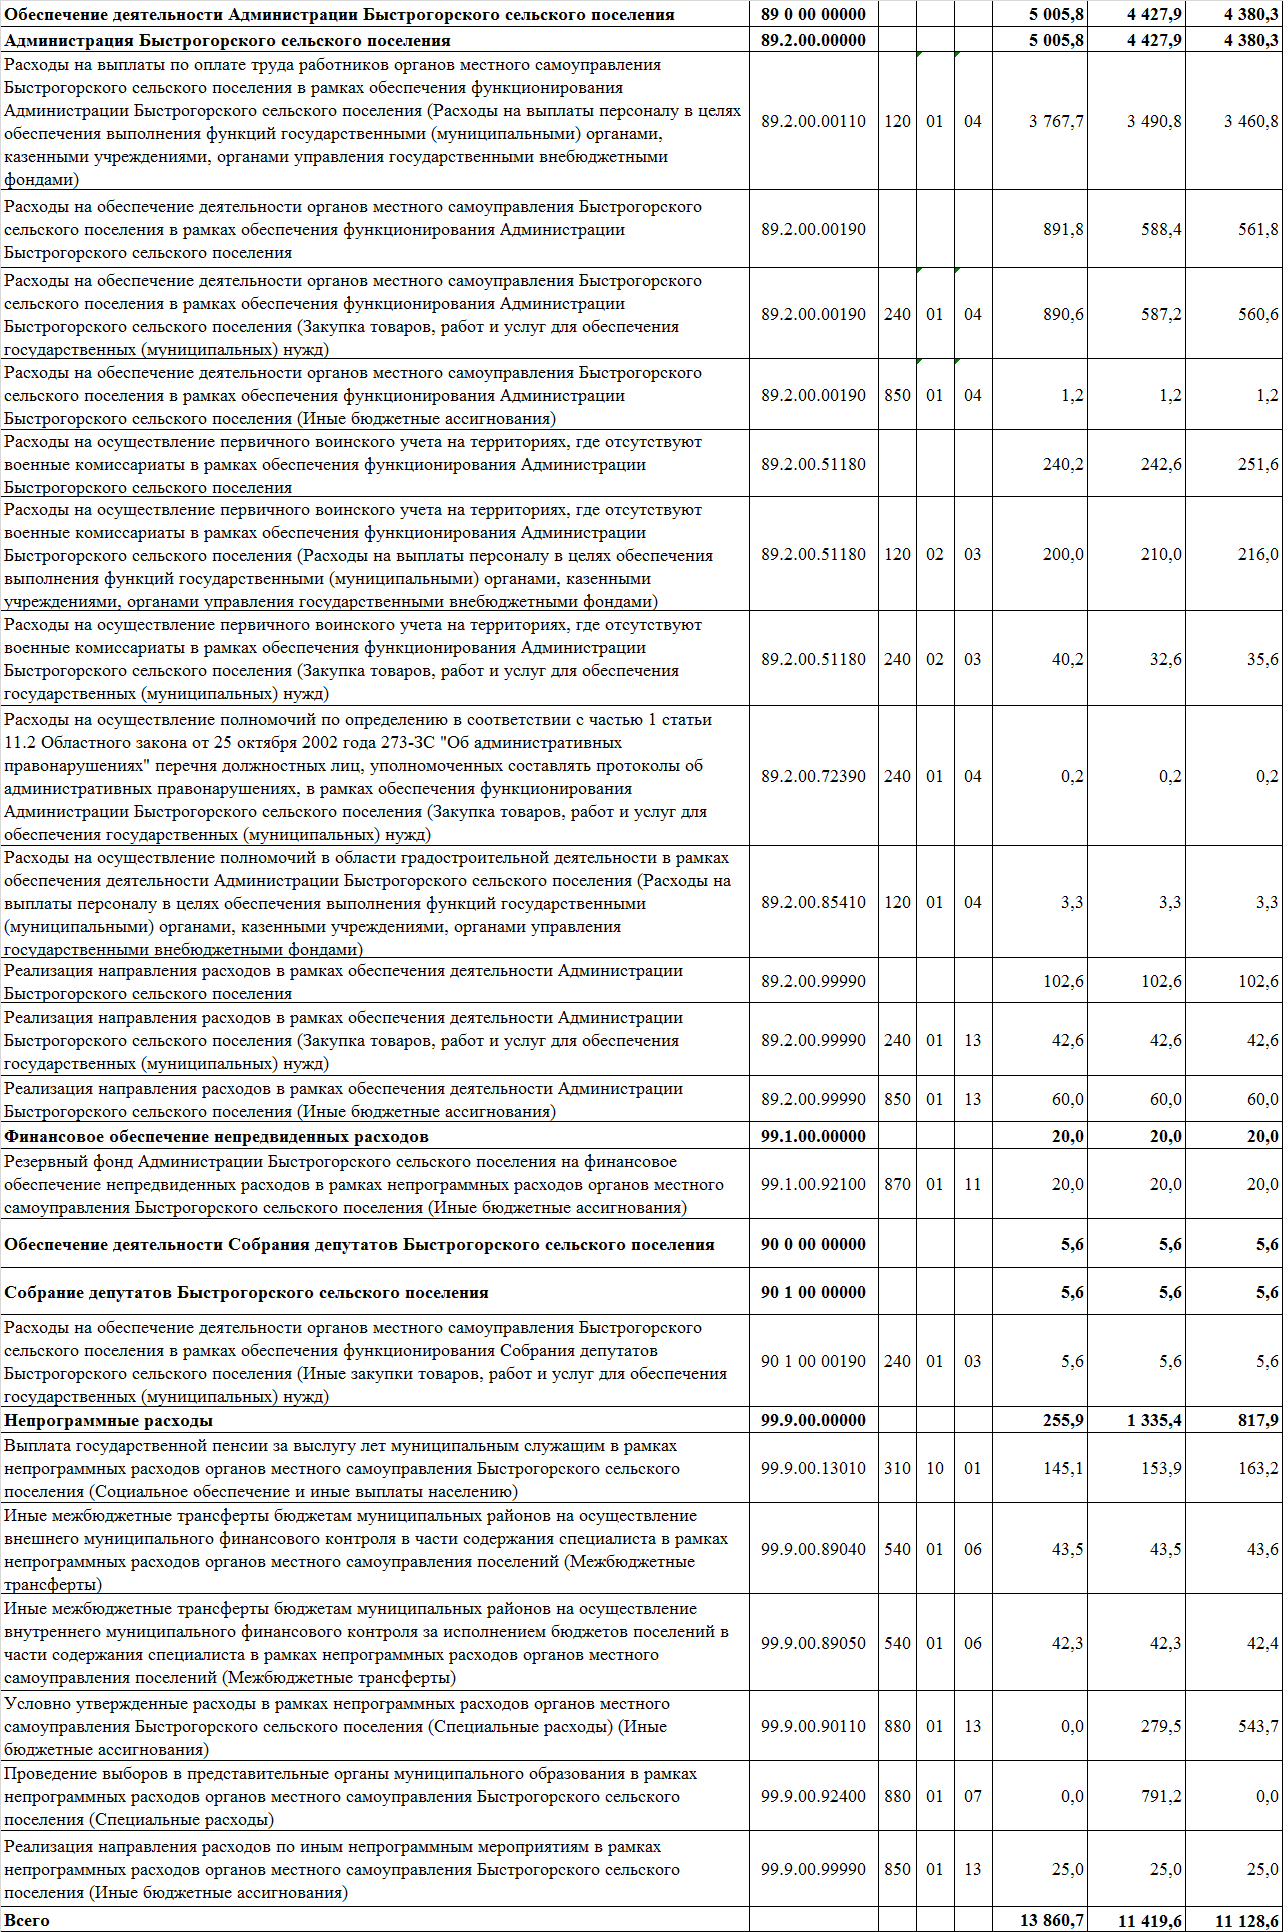 Обеспечение деятельности Администрации Быстрогорского сельского поселения 89 0 00 00000 5 005,8 4 427,9 4 380,3
Администрация Быстрогорского сельского поселения 89.2.00.00000 5 005,8 4 427,9 4 380,3
Расходы на выплаты по оплате труда работников органов местного самоуправления
Быстрогорского сельского поселения в рамках обеспечения функционирования
Администрации Быстрогорского сельского поселения (Расходы на выплаты персоналу в целях
обеспечения выполнения функций государственными (муниципальными) органами,
казенными учреждениями, органами управления государственными внебюджетными
фондами)
89.2.00.00110 120 01 04 3 767,7 3 490,8 3 460,8
Расходы на обеспечение деятельности органов местного самоуправления Быстрогорского
сельского поселения в рамках обеспечения функционирования Администрации
Быстрогорского сельского поселения
89.2.00.00190 891,8 588,4 561,8
Расходы на обеспечение деятельности органов местного самоуправления Быстрогорского
сельского поселения в рамках обеспечения функционирования Администрации
Быстрогорского сельского поселения (Закупка товаров, работ и услуг для обеспечения
государственных (муниципальных) нужд)
89.2.00.00190 240 01 04 890,6 587,2 560,6
Расходы на обеспечение деятельности органов местного самоуправления Быстрогорского
сельского поселения в рамках обеспечения функционирования Администрации
Быстрогорского сельского поселения (Иные бюджетные ассигнования)
89.2.00.00190 850 01 04 1,2 1,2 1,2
Расходы на осуществление первичного воинского учета на территориях, где отсутствуют
военные комиссариаты в рамках обеспечения функционирования Администрации
Быстрогорского сельского поселения
89.2.00.51180 240,2 242,6 251,6
Расходы на осуществление первичного воинского учета на территориях, где отсутствуют
военные комиссариаты в рамках обеспечения функционирования Администрации
Быстрогорского сельского поселения (Расходы на выплаты персоналу в целях обеспечения
выполнения функций государственными (муниципальными) органами, казенными
учреждениями, органами управления государственными внебюджетными фондами)
89.2.00.51180 120 02 03 200,0 210,0 216,0
Расходы на осуществление первичного воинского учета на территориях, где отсутствуют
военные комиссариаты в рамках обеспечения функционирования Администрации
Быстрогорского сельского поселения (Закупка товаров, работ и услуг для обеспечения
государственных (муниципальных) нужд)
89.2.00.51180 240 02 03 40,2 32,6 35,6
Расходы на осуществление полномочий по определению в соответствии с частью 1 статьи
11.2 Областного закона от 25 октября 2002 года 273-ЗС "Об административных
правонарушениях" перечня должностных лиц, уполномоченных составлять протоколы об
административных правонарушениях, в рамках обеспечения функционирования
Администрации Быстрогорского сельского поселения (Закупка товаров, работ и услуг для
обеспечения государственных (муниципальных) нужд)
89.2.00.72390 240 01 04 0,2 0,2 0,2
Расходы на осуществление полномочий в области градостроительной деятельности в рамках
обеспечения деятельности Администрации Быстрогорского сельского поселения (Расходы на
выплаты персоналу в целях обеспечения выполнения функций государственными
(муниципальными) органами, казенными учреждениями, органами управления
государственными внебюджетными фондами)
89.2.00.85410 120 01 04 3,3 3,3 3,3
Реализация направления расходов в рамках обеспечения деятельности Администрации
Быстрогорского сельского поселения
89.2.00.99990 102,6 102,6 102,6
Реализация направления расходов в рамках обеспечения деятельности Администрации
Быстрогорского сельского поселения (Закупка товаров, работ и услуг для обеспечения
государственных (муниципальных) нужд)
89.2.00.99990 240 01 13 42,6 42,6 42,6
Реализация направления расходов в рамках обеспечения деятельности Администрации
Быстрогорского сельского поселения (Иные бюджетные ассигнования)
89.2.00.99990 850 01 13 60,0 60,0 60,0
Финансовое обеспечение непредвиденных расходов 99.1.00.00000 20,0 20,0 20,0
Резервный фонд Администрации Быстрогорского сельского поселения на финансовое
обеспечение непредвиденных расходов в рамках непрограммных расходов органов местного
самоуправления Быстрогорского сельского поселения (Иные бюджетные ассигнования)
99.1.00.92100 870 01 11 20,0 20,0 20,0
Обеспечение деятельности Собрания депутатов Быстрогорского сельского поселения 90 0 00 00000 5,6 5,6 5,6
Собрание депутатов Быстрогорского сельского поселения 90 1 00 00000 5,6 5,6 5,6
Расходы на обеспечение деятельности органов местного самоуправления Быстрогорского
сельского поселения в рамках обеспечения функционирования Собрания депутатов
Быстрогорского сельского поселения (Иные закупки товаров, работ и услуг для обеспечения
государственных (муниципальных) нужд)
90 1 00 00190 240 01 03 5,6 5,6 5,6
Непрограммные расходы 99.9.00.00000 255,9 1 335,4 817,9
Выплата государственной пенсии за выслугу лет муниципальным служащим в рамках
непрограммных расходов органов местного самоуправления Быстрогорского сельского
поселения (Социальное обеспечение и иные выплаты населению)
99.9.00.13010 310 10 01 145,1 153,9 163,2
Иные межбюджетные трансферты бюджетам муниципальных районов на осуществление
внешнего муниципального финансового контроля в части содержания специалиста в рамках
непрограммных расходов органов местного самоуправления поселений (Межбюджетные
трансферты)
99.9.00.89040 540 01 06 43,5 43,5 43,6
Иные межбюджетные трансферты бюджетам муниципальных районов на осуществление
внутреннего муниципального финансового контроля за исполнением бюджетов поселений в
части содержания специалиста в рамках непрограммных расходов органов местного
самоуправления поселений (Межбюджетные трансферты)
99.9.00.89050 540 01 06 42,3 42,3 42,4
Условно утвержденные расходы в рамках непрограммных расходов органов местного
самоуправления Быстрогорского сельского поселения (Специальные расходы) (Иные
бюджетные ассигнования)
99.9.00.90110 880 01 13 0,0 279,5 543,7
Проведение выборов в представительные органы муниципального образования в рамках
непрограммных расходов органов местного самоуправления Быстрогорского сельского
поселения (Специальные расходы)
99.9.00.92400 880 01 07 0,0 791,2 0,0
Реализация направления расходов по иным непрограммным мероприятиям в рамках
непрограммных расходов органов местного самоуправления Быстрогорского сельского
поселения (Иные бюджетные ассигнования)
99.9.00.99990 850 01 13 25,0 25,0 25,0
Всего 13 860,7 11 419,6 11 128,6